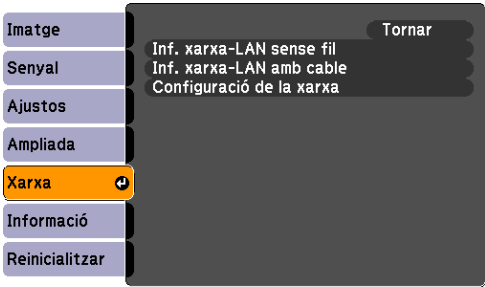 Imatge
Senyal
Ajustos
Ampliada
Xarxa
Informació
Reinicialitzar
Tornar
Inf. xarxa-LAN sense fil
Inf. xarxa-LAN amb cable
Configuració de la xarxa